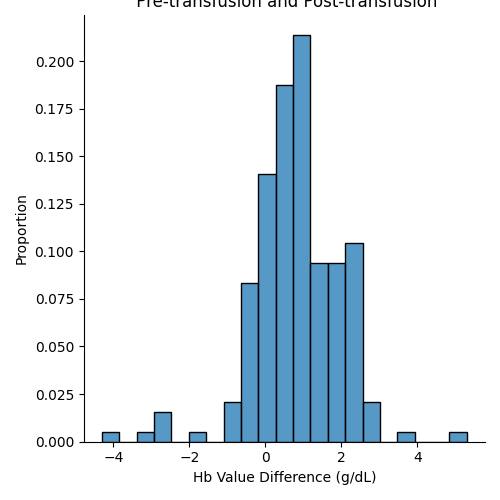 Pre-transfusion and Post-transfusion
0.200
0.175
0.150
0.125
0.100
0.075
0.050
0.025
0.000
Proportion
−4 −2 0 2 4
Hb Value Difference (g/dL)